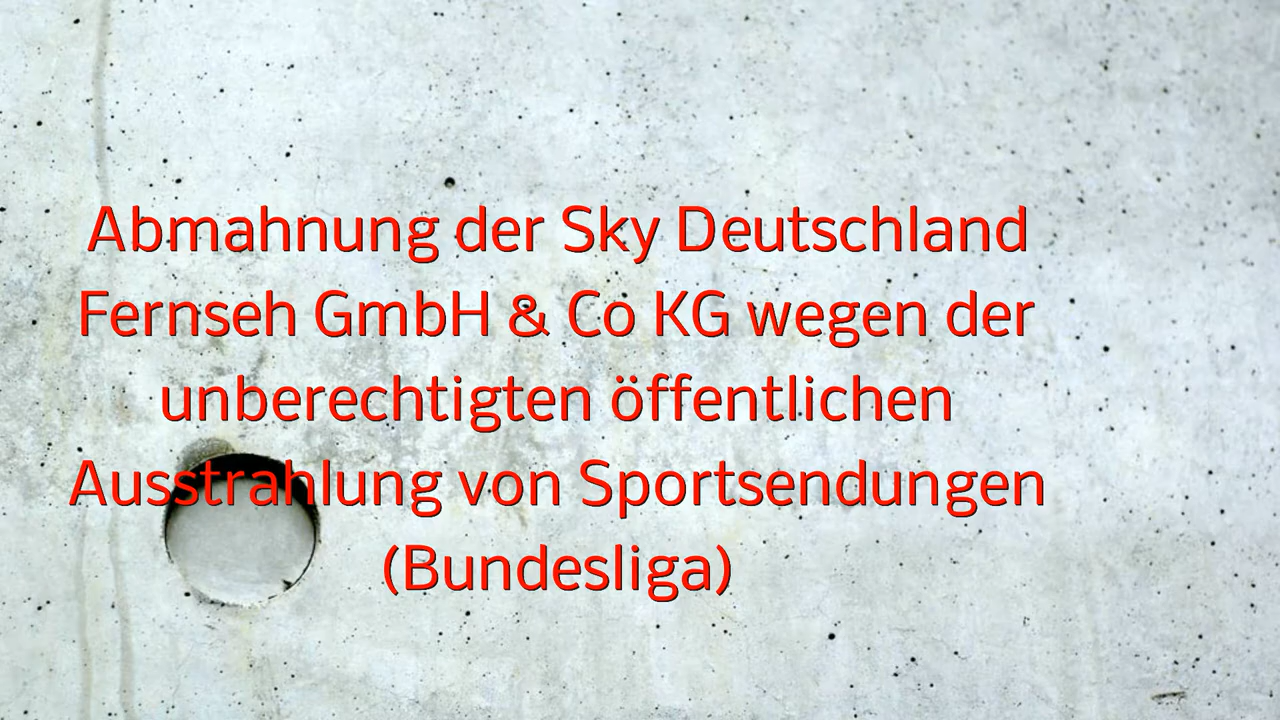 Abmahnung der Sky Deutschland
Fernseh GmbH & Co KG wegen der
unberechtigten öffentlichen
Ausstrahlung von Sportsendungen
(Bundesliga)